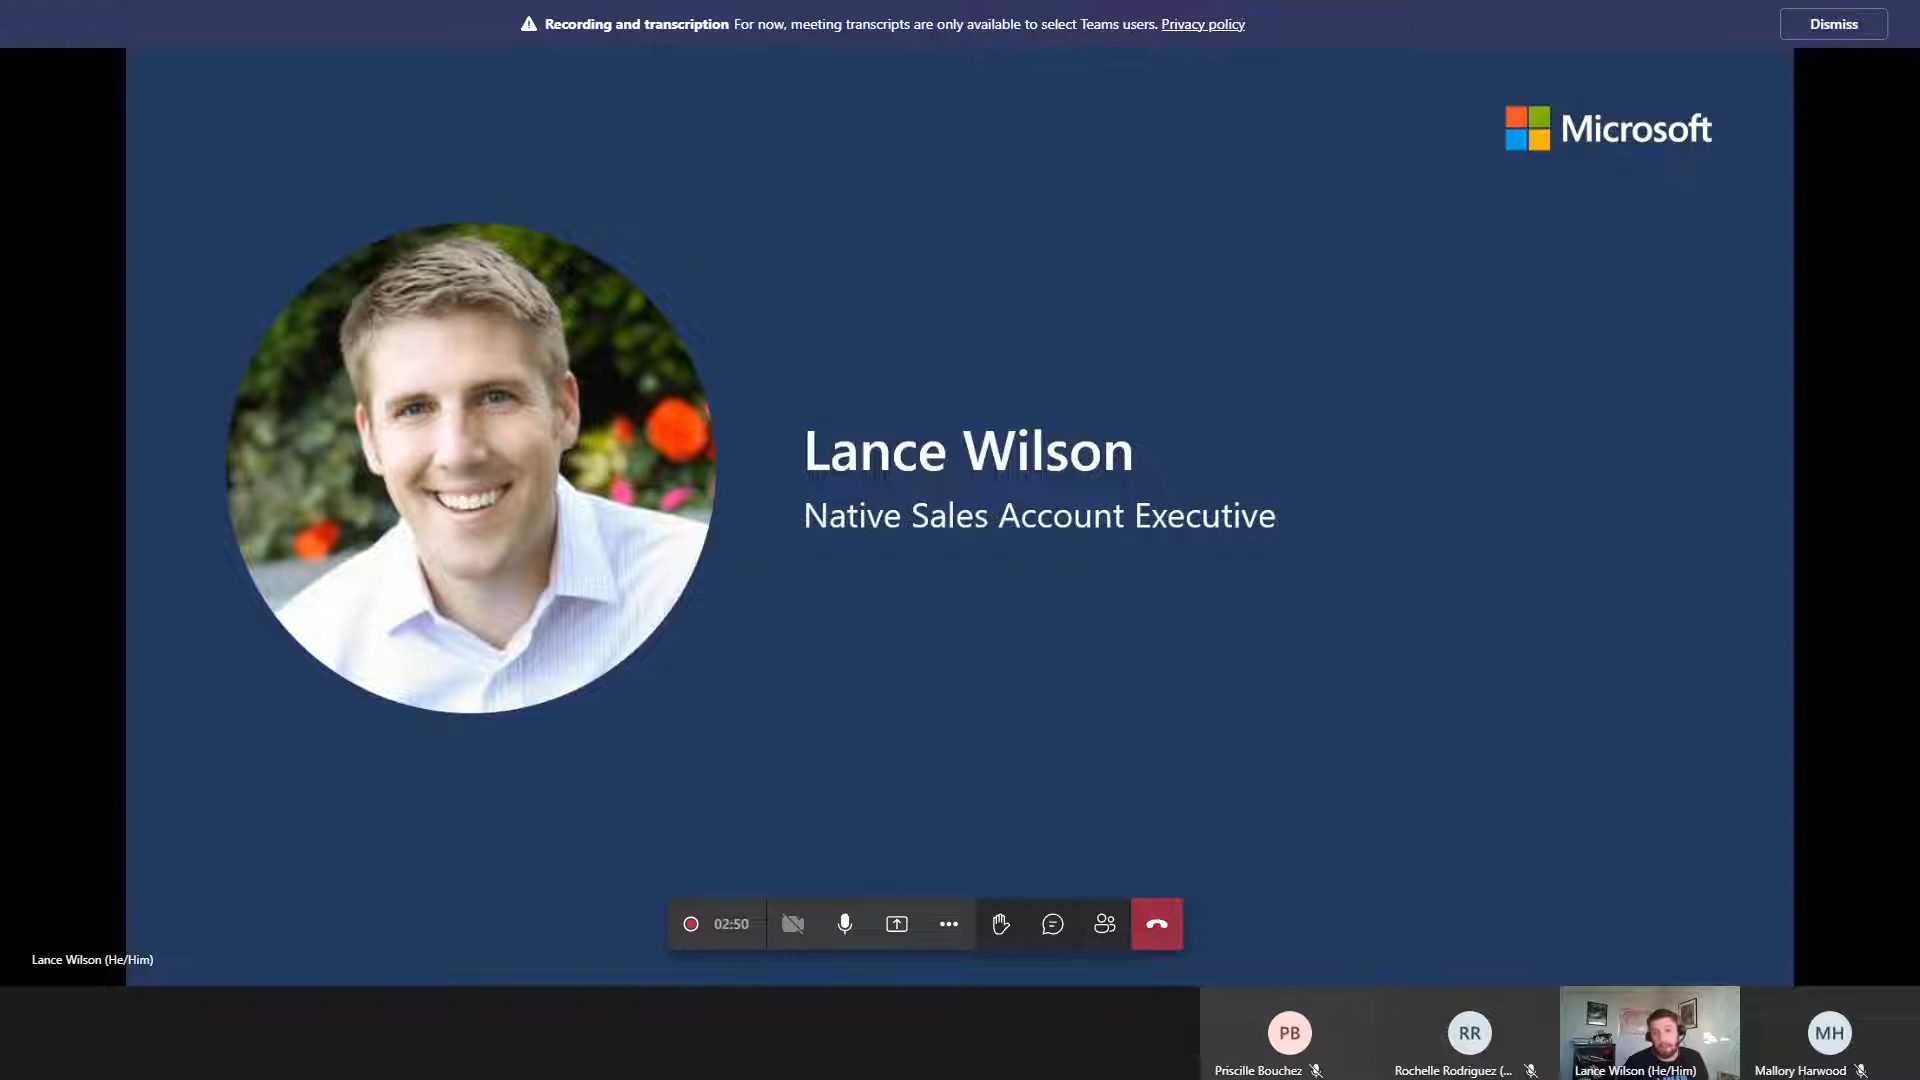 Recording and transcription For now, meeting transcripts are only available to select Teams users. Privacy policy
Dismiss
Microsoft
Lance Wilson
Native Sales Account Executive
02:50
Lance Wilson (He/Him)
PB
RR
MH
Priscille Bouchez
Rochelle Rodriguez (...
Lance Wilson (He/Him)
Mallory Harwood